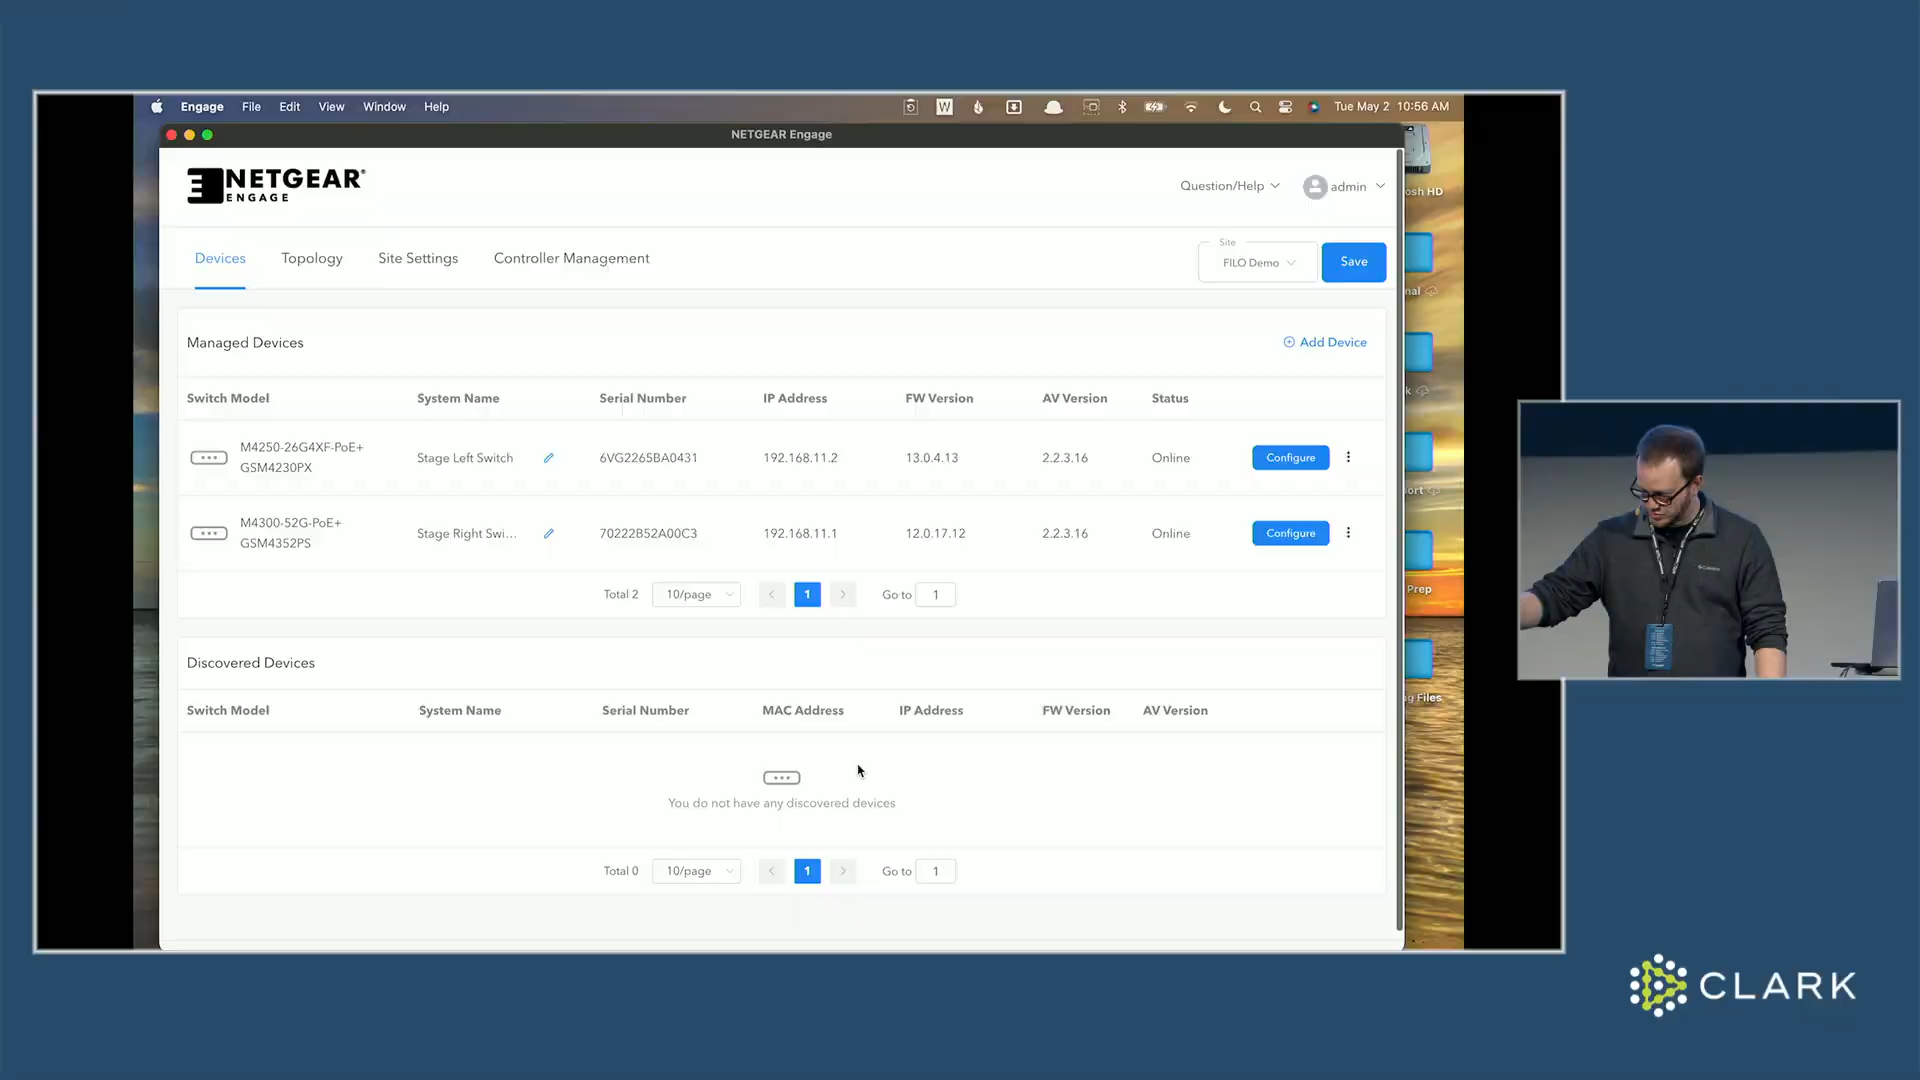 Engage File Edit View Window Help
W
Tue May 2 10:56 AM
NETGEAR Engage
NETGEAR®
ENGAGE
Question/Help
admin
osh HD
Devices Topology Site Settings Controller Management
Site
FILO Demo
Save
Managed Devices
Add Device
Switch Model System Name Serial Number IP Address FW Version AV Version Status
M4250-26G4XF-PoE+
GSM4230PX
Stage Left Switch 6VG2265BA0431 192.168.11.2 13.0.4.13 2.2.3.16 Online Configure
M4300-52G-PoE+
GSM4352PS
Stage Right Swi... 70222B52A00C3 192.168.11.1 12.0.17.12 2.2.3.16 Online Configure
Total 2 10/page 1 Go to 1
Prep
Discovered Devices
g Files
Switch Model System Name Serial Number MAC Address IP Address FW Version AV Version
You do not have any discovered devices
Total 0 10/page 1 Go to 1
CLARK